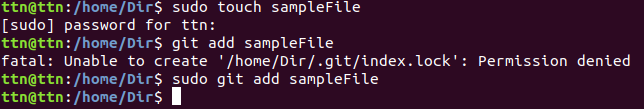 ttn@ttn:/home/Dir$ sudo touch sampleFile
[sudo] password for ttn:
ttn@ttn:/home/Dir$ git add sampleFile
fatal: Unable to create '/home/Dir/.git/index.lock': Permission denied
ttn@ttn:/home/Dir$ sudo git add sampleFile
ttn@ttn:/home/Dir$